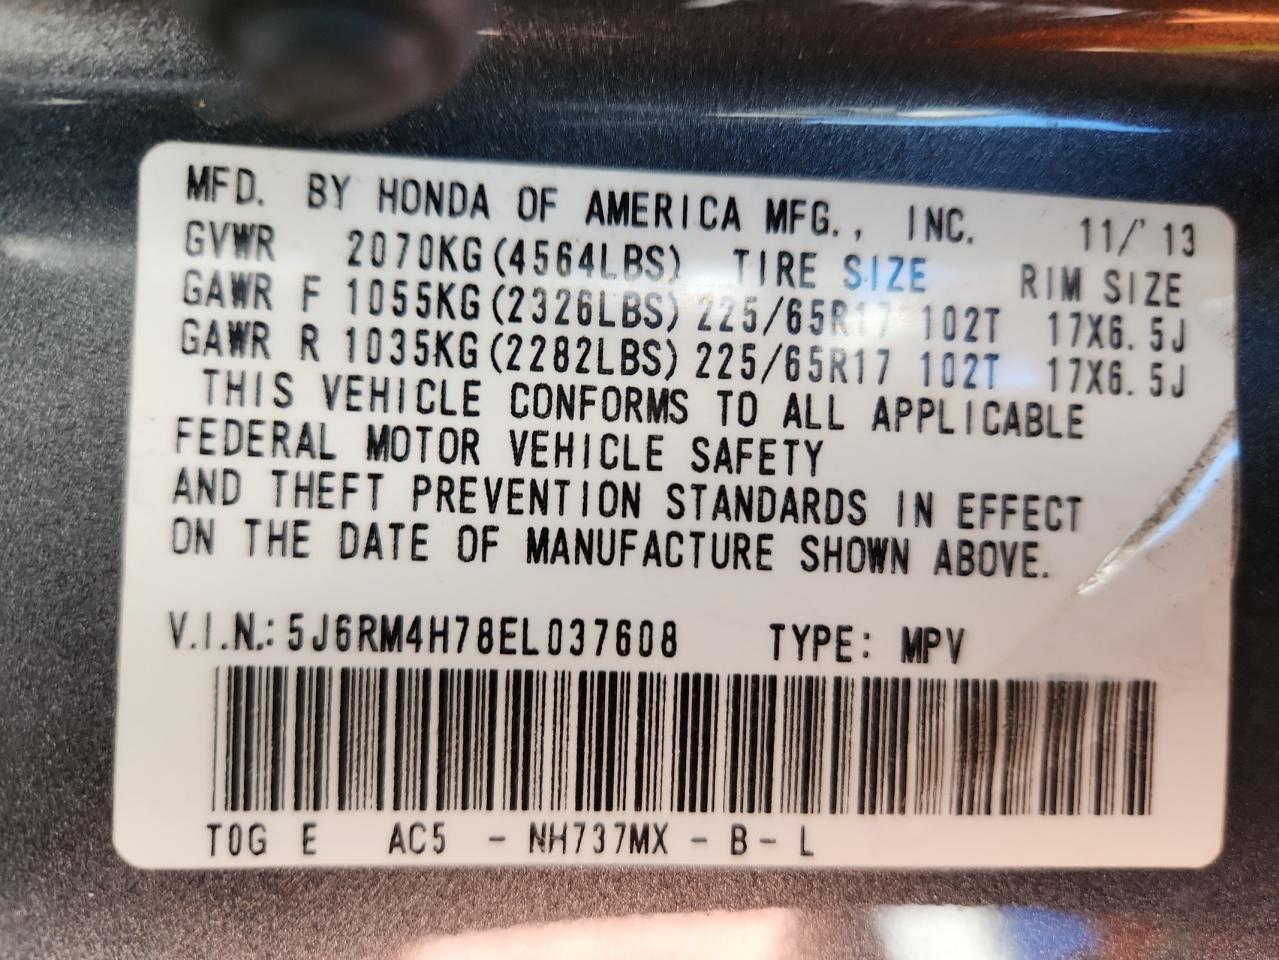 MFD. BY HONDA OF AMERICA MFG., INC. 11/'13
GVWR 2070KG(4564LBS) TIRE SIZE RIM SIZE
GAWR F 1055KG(2326LBS) 225/65R17 102T 17X6.5J
GAWR R 1035KG(2282LBS) 225/65R17 102T 17X6.5J
THIS VEHICLE CONFORMS TO ALL APPLICABLE
FEDERAL MOTOR VEHICLE SAFETY
AND THEFT PREVENTION STANDARDS IN EFFECT
ON THE DATE OF MANUFACTURE SHOWN ABOVE.
V.I.N.: 5J6RM4H78EL037608 TYPE: MPV
T0G E AC5 - NH737MX - B - L